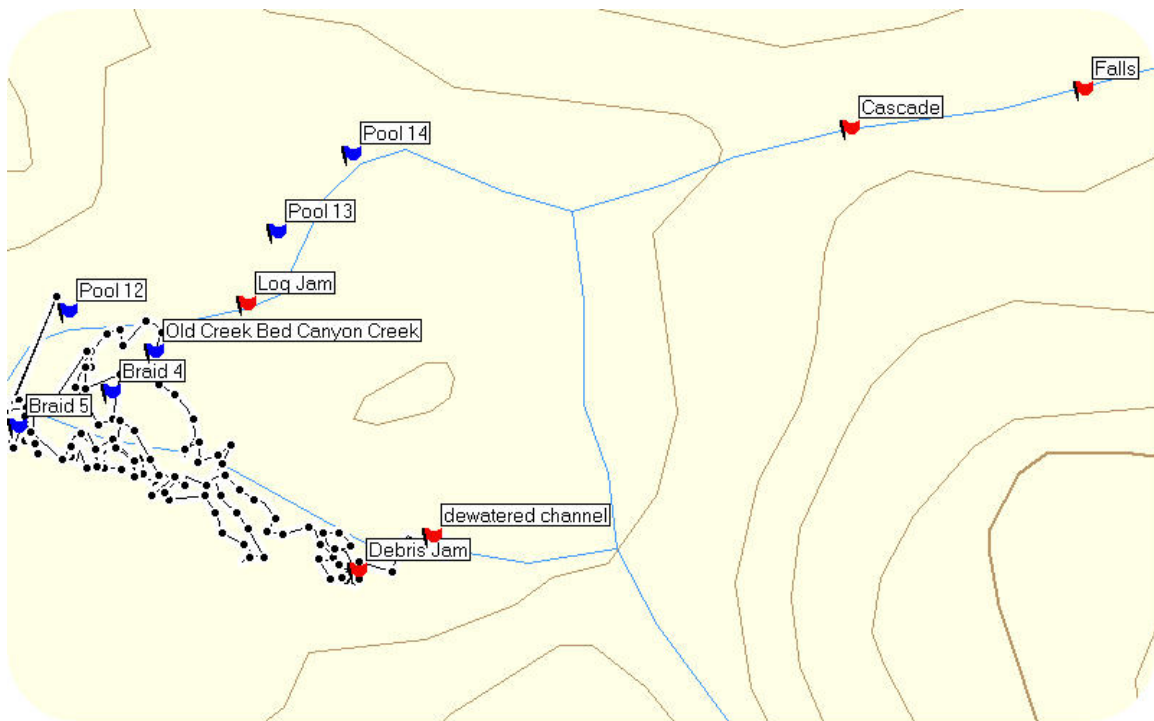 Falls
Cascade
Pool 14
Pool 13
Log Jam
Pool 12
Old Creek Bed Canyon Creek
Braid 4
Braid 5
dewatered channel
Debris Jam